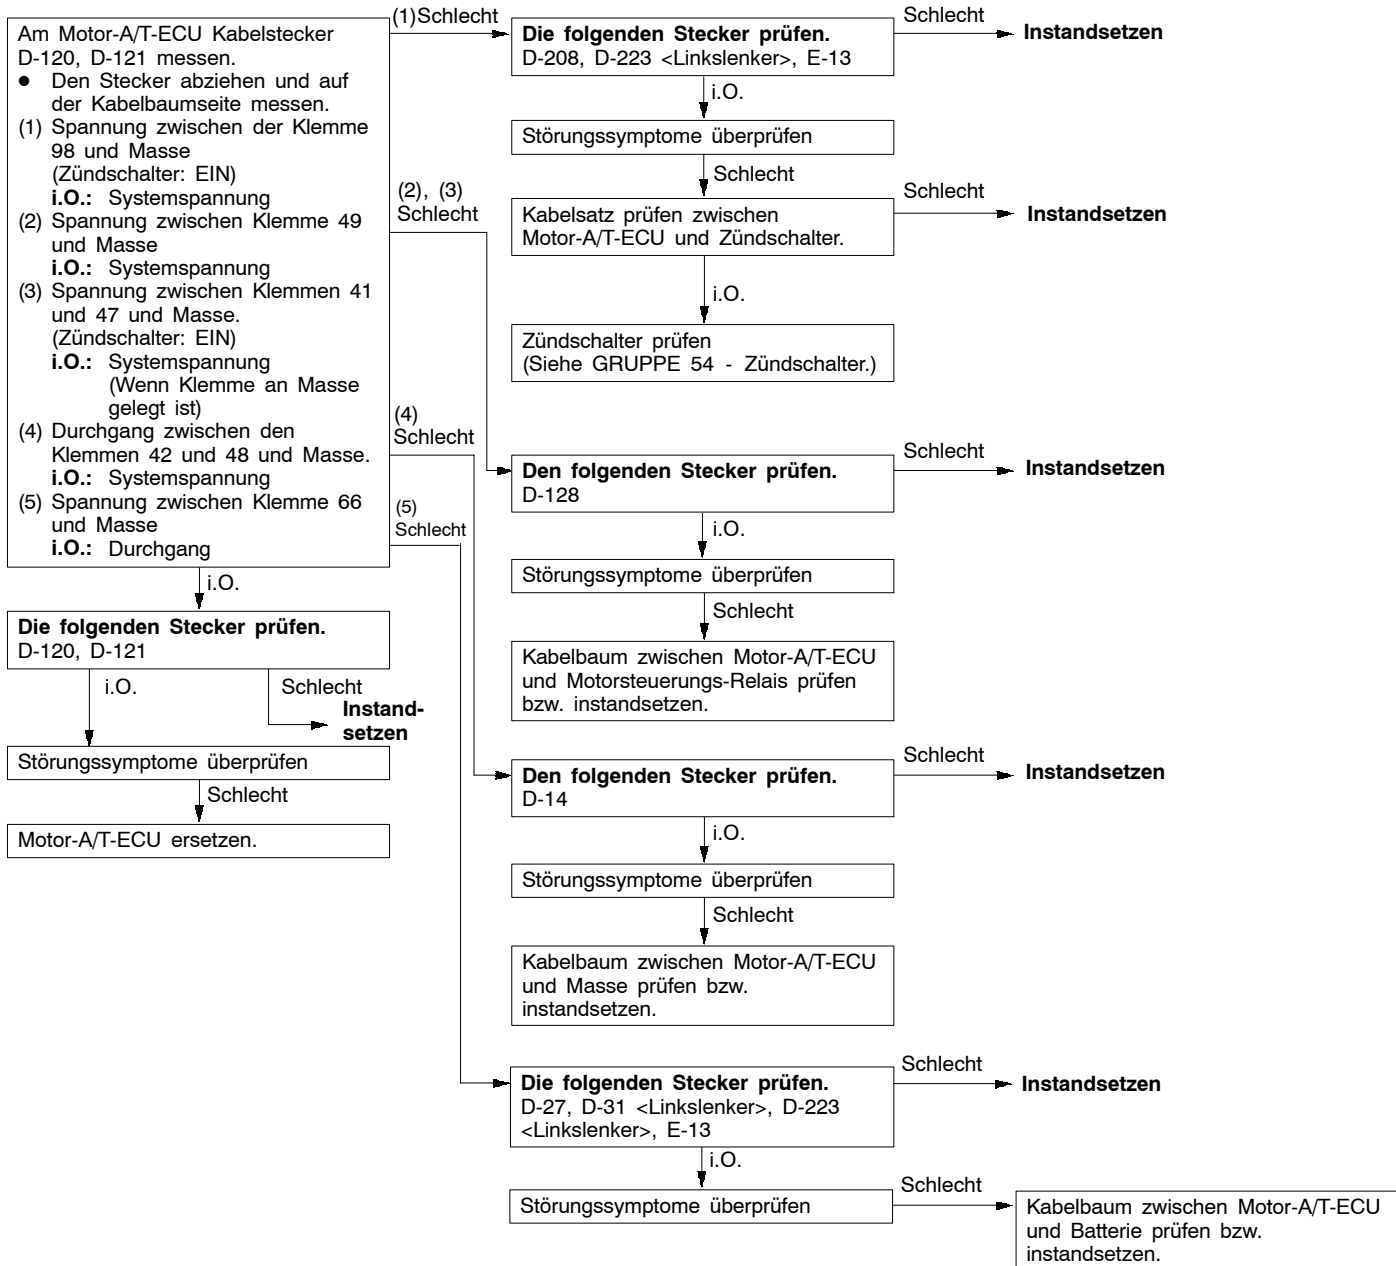 Am Motor-A/T-ECU Kabelstecker
D-120, D-121 messen.
● Den Stecker abziehen und auf
der Kabelbaumseite messen.
(1) Spannung zwischen der Klemme
98 und Masse
(Zündschalter: EIN)
i.O.: Systemspannung
(2) Spannung zwischen Klemme 49
und Masse
i.O.: Systemspannung
(3) Spannung zwischen Klemmen 41
und 47 und Masse.
(Zündschalter: EIN)
i.O.: Systemspannung
(Wenn Klemme an Masse
gelegt ist)
(4) Durchgang zwischen den
Klemmen 42 und 48 und Masse.
i.O.: Systemspannung
(5) Spannung zwischen Klemme 66
und Masse
i.O.: Durchgang
i.O.
Die folgenden Stecker prüfen.
D-120, D-121
i.O.
Schlecht
Instand-
setzen
Störungssymptome überprüfen
Schlecht
Motor-A/T-ECU ersetzen.
(1)Schlecht
Die folgenden Stecker prüfen.
D-208, D-223 <Linkslenker>, E-13
Schlecht
Instandsetzen
i.O.
Störungssymptome überprüfen
Schlecht
Kabelsatz prüfen zwischen
Motor-A/T-ECU und Zündschalter.
Schlecht
Instandsetzen
i.O.
Zündschalter prüfen
(Siehe GRUPPE 54 - Zündschalter.)
(2), (3)
Schlecht
Den folgenden Stecker prüfen.
D-128
Schlecht
Instandsetzen
i.O.
Störungssymptome überprüfen
Schlecht
Kabelbaum zwischen Motor-A/T-ECU
und Motorsteuerungs-Relais prüfen
bzw. instandsetzen.
(4)
Schlecht
Den folgenden Stecker prüfen.
D-14
Schlecht
Instandsetzen
i.O.
Störungssymptome überprüfen
Schlecht
Kabelbaum zwischen Motor-A/T-ECU
und Masse prüfen bzw.
instandsetzen.
(5)
Schlecht
Die folgenden Stecker prüfen.
D-27, D-31 <Linkslenker>, D-223
<Linkslenker>, E-13
Schlecht
Instandsetzen
i.O.
Störungssymptome überprüfen
Schlecht
Kabelbaum zwischen Motor-A/T-ECU
und Batterie prüfen bzw.
instandsetzen.